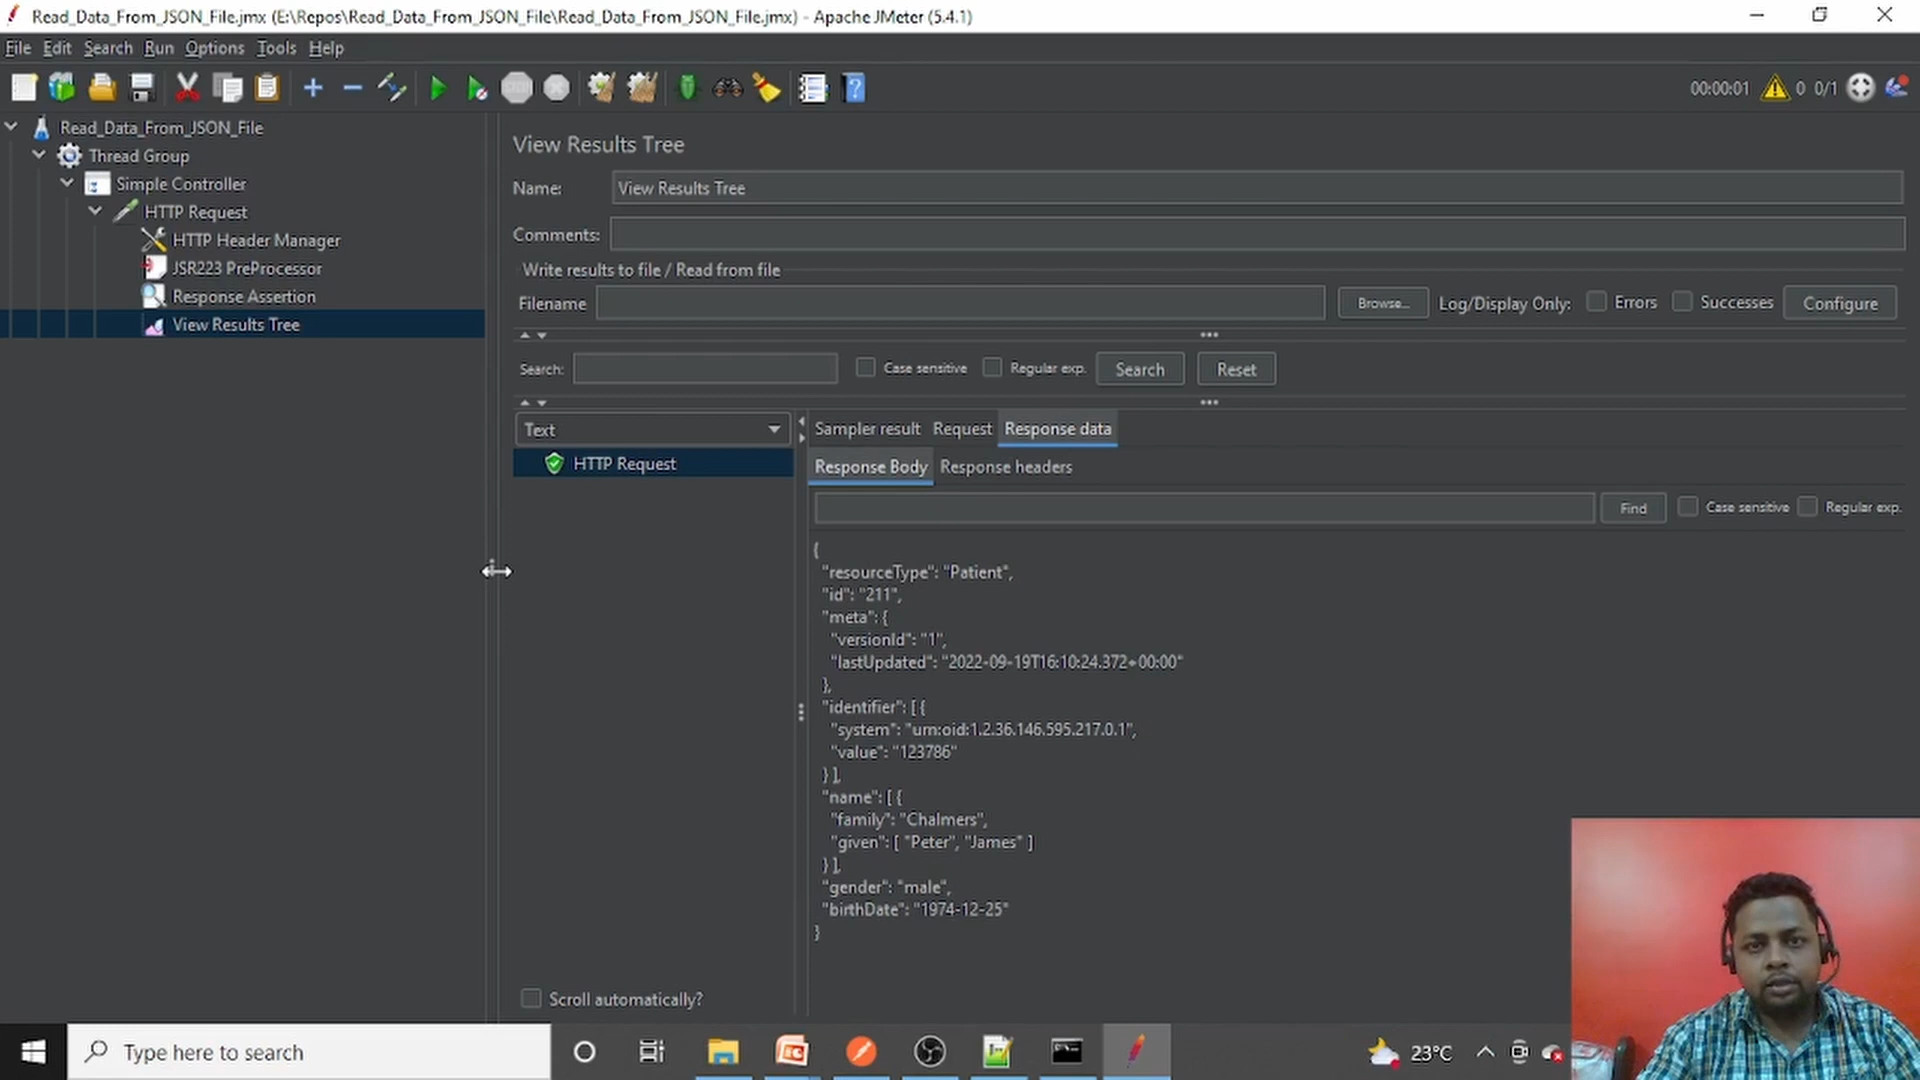 Read_Data_From_JSON_File.jmx (E:\Repos\Read_Data_From_JSON_File\Read_Data_From_JSON_File.jmx) - Apache JMeter (5.4.1)
File Edit Search Run Options Tools Help
00:00:01 0 0/1
Read_Data_From_JSON_File
Thread Group
Simple Controller
HTTP Request
HTTP Header Manager
JSR223 PreProcessor
Response Assertion
View Results Tree
View Results Tree
Name: View Results Tree
Comments:
Write results to file / Read from file
Filename Browse... Log/Display Only: Errors Successes Configure
Search: Case sensitive Regular exp. Search Reset
Text
HTTP Request
Scroll automatically?
Sampler result Request Response data
Response Body Response headers
Find Case sensitive Regular exp.
{
"resourceType": "Patient",
"id": "211",
"meta": {
"versionId": "1",
"lastUpdated": "2022-09-19T16:10:24.372+00:00"
},
"identifier": [ {
"system": "urn:oid:1.2.36.146.595.217.0.1",
"value": "123786"
} ],
"name": [ {
"family": "Chalmers",
"given": [ "Peter", "James" ]
} ],
"gender": "male",
"birthDate": "1974-12-25"
}
Type here to search
23°C